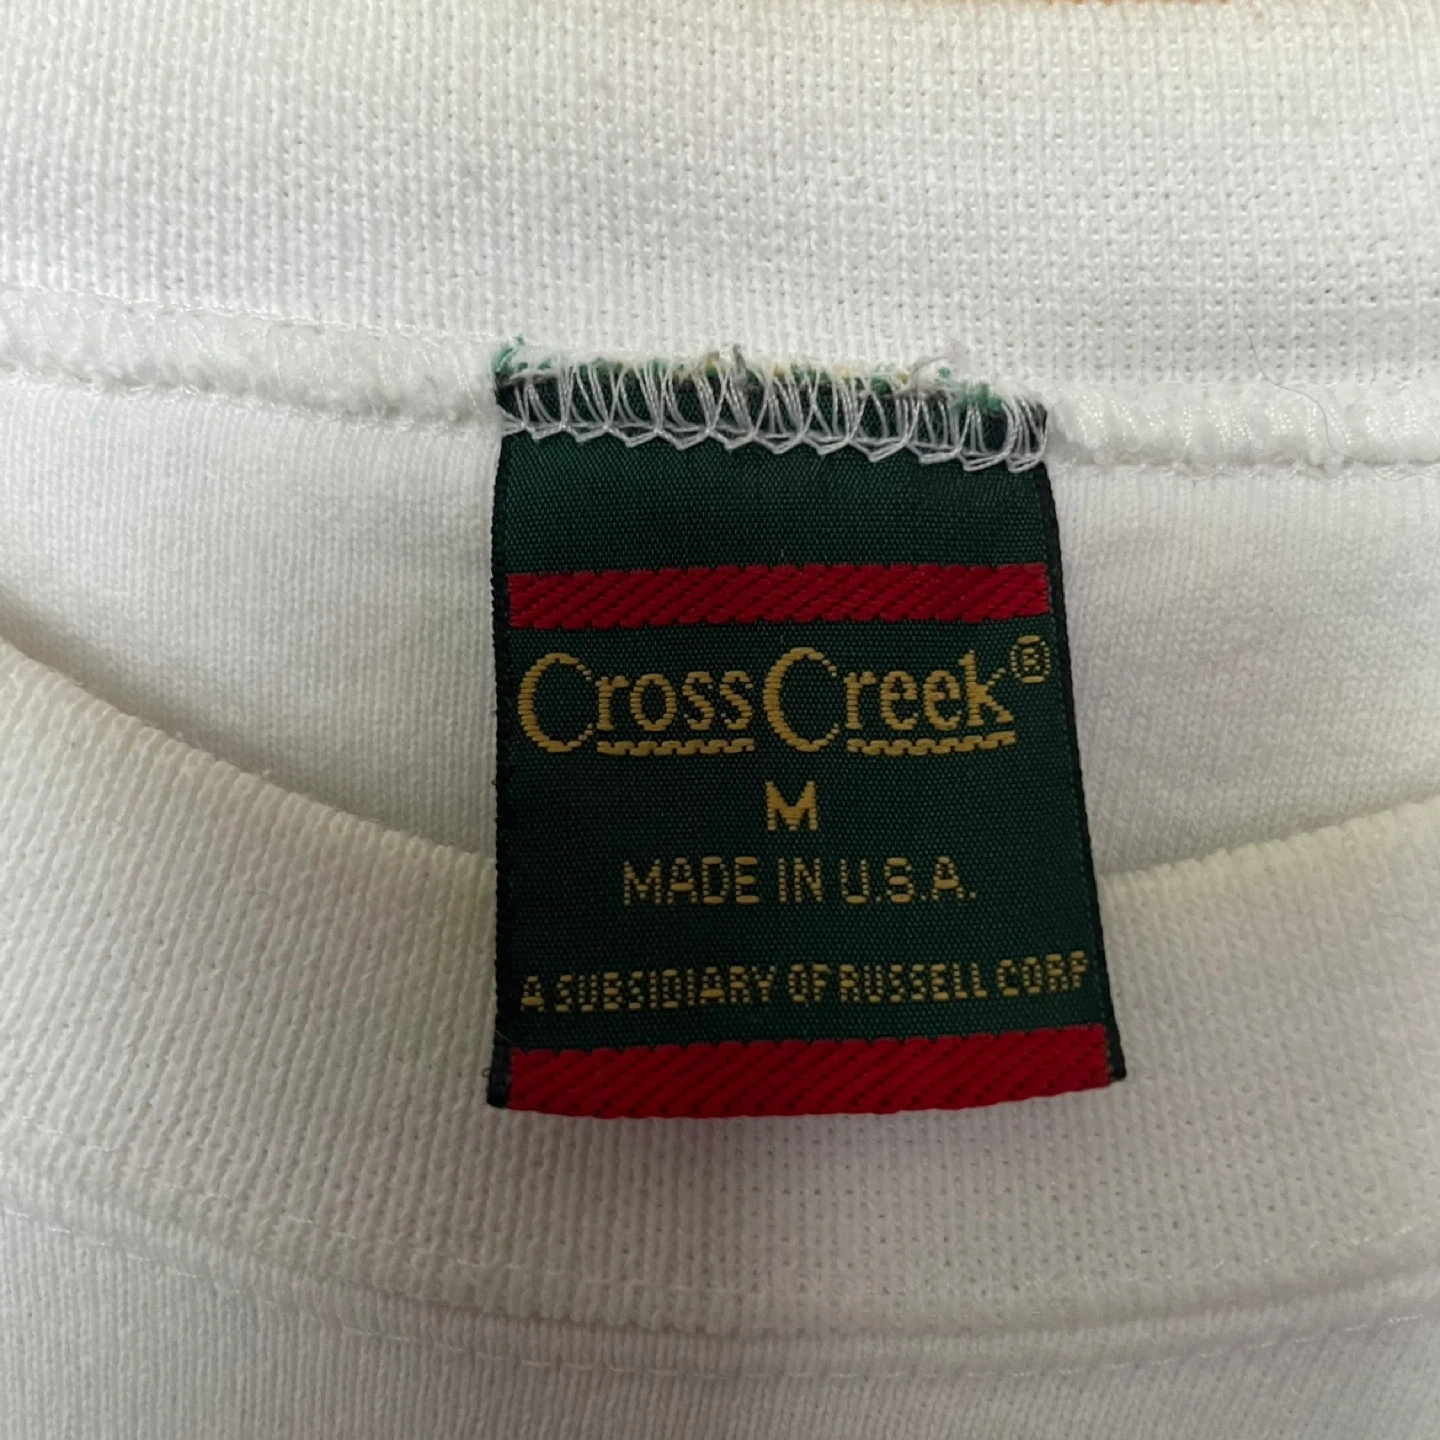 Cross Creek®
M
MADE IN U.S.A.
A SUBSIDIARY OF RUSSELL CORP